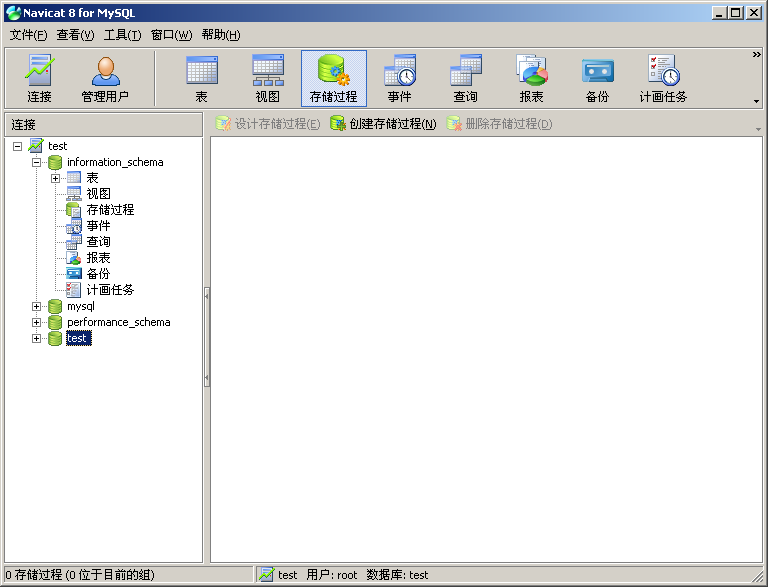 Navicat 8 for MySQL
文件(F) 查看(V) 工具(T) 窗口(W) 帮助(H)
连接 管理用户 表 视图 存储过程 事件 查询 报表 备份 计画任务
连接
设计存储过程(E) 创建存储过程(N) 删除存储过程(D)
test
information_schema
表
视图
存储过程
事件
查询
报表
备份
计画任务
mysql
performance_schema
test
0 存储过程 (0 位于目前的组) test 用户: root 数据库: test